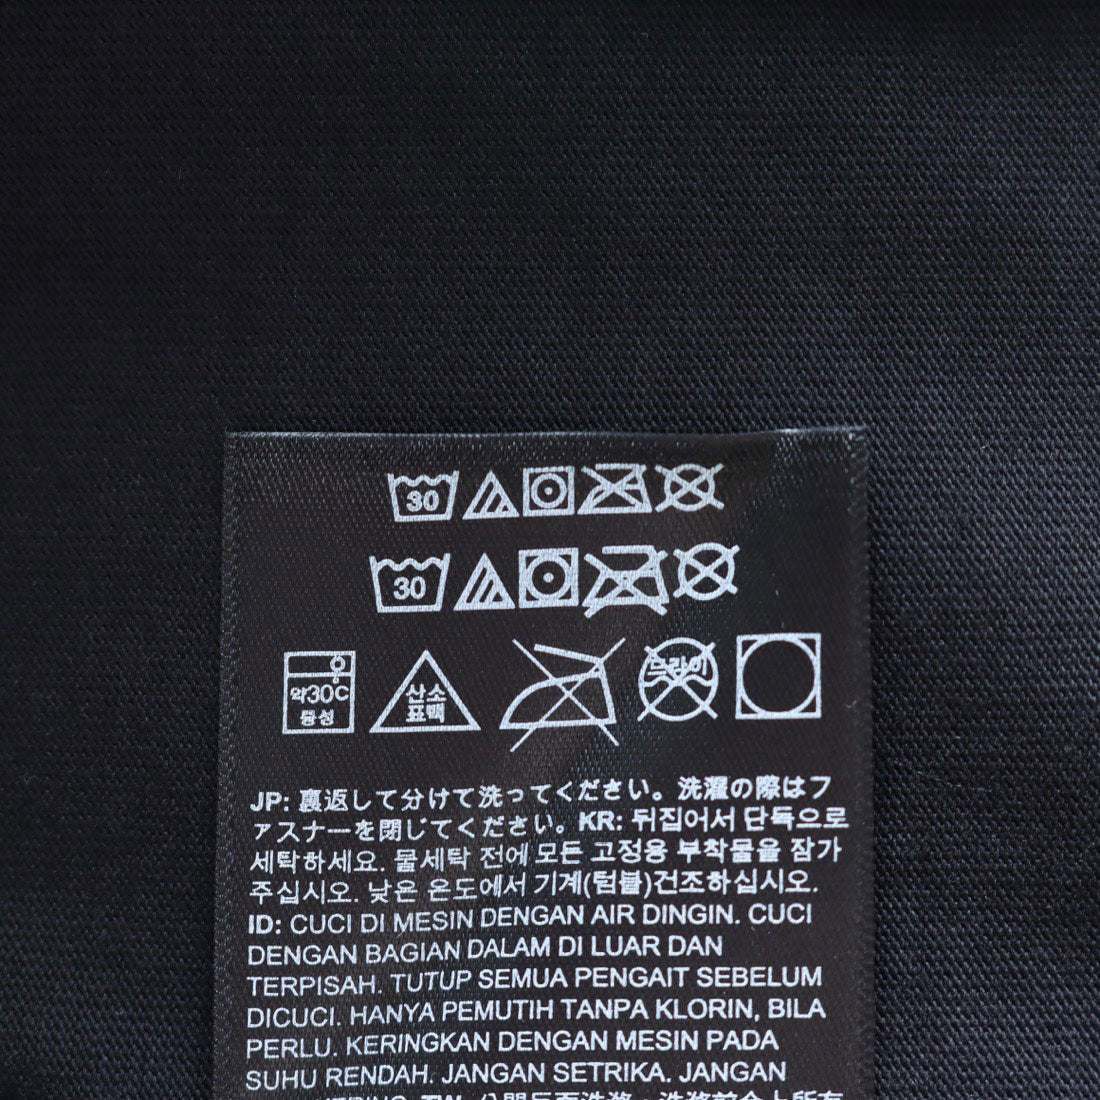 30
30
약30℃
중성
산소
표백
드라이
JP: 裏返して分けて洗ってください。洗濯の際はフ
ァスナーを閉じてください。KR: 뒤집어서 단독으로
세탁하세요. 물세탁 전에 모든 고정용 부착물을 잠가
주십시오. 낮은 온도에서 기계(텀블)건조하십시오.
ID: CUCI DI MESIN DENGAN AIR DINGIN. CUCI
DENGAN BAGIAN DALAM DI LUAR DAN
TERPISAH. TUTUP SEMUA PENGAIT SEBELUM
DICUCI. HANYA PEMUTIH TANPA KLORIN, BILA
PERLU. KERINGKAN DENGAN MESIN PADA
SUHU RENDAH. JANGAN SETRIKA. JANGAN